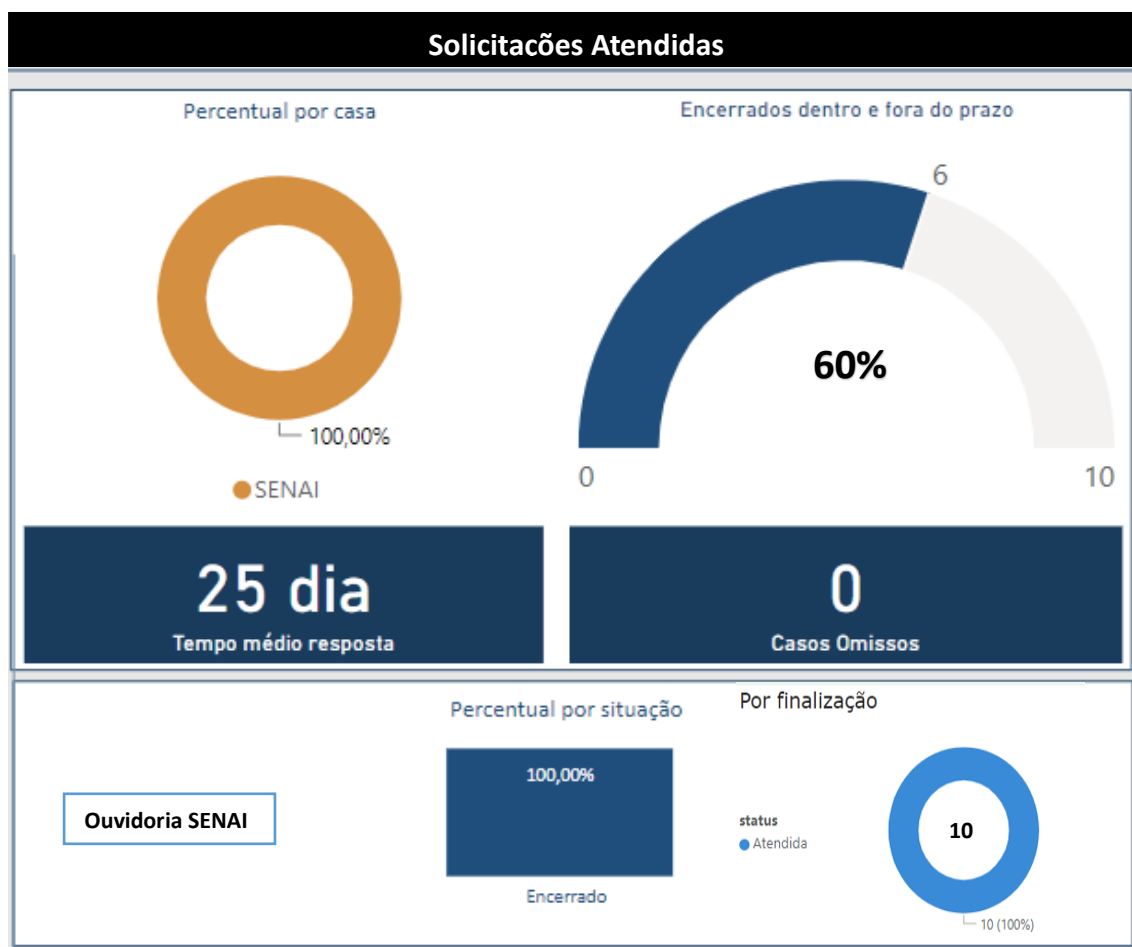 Solicitacões Atendidas
Percentual por casa
100,00%
SENAI
Encerrados dentro e fora do prazo
6
60%
0
10
25 dia
Tempo médio resposta
0
Casos Omissos
Ouvidoria SENAI
Percentual por situação
100,00%
Encerrado
Por finalização
status
Atendida
10
10 (100%)